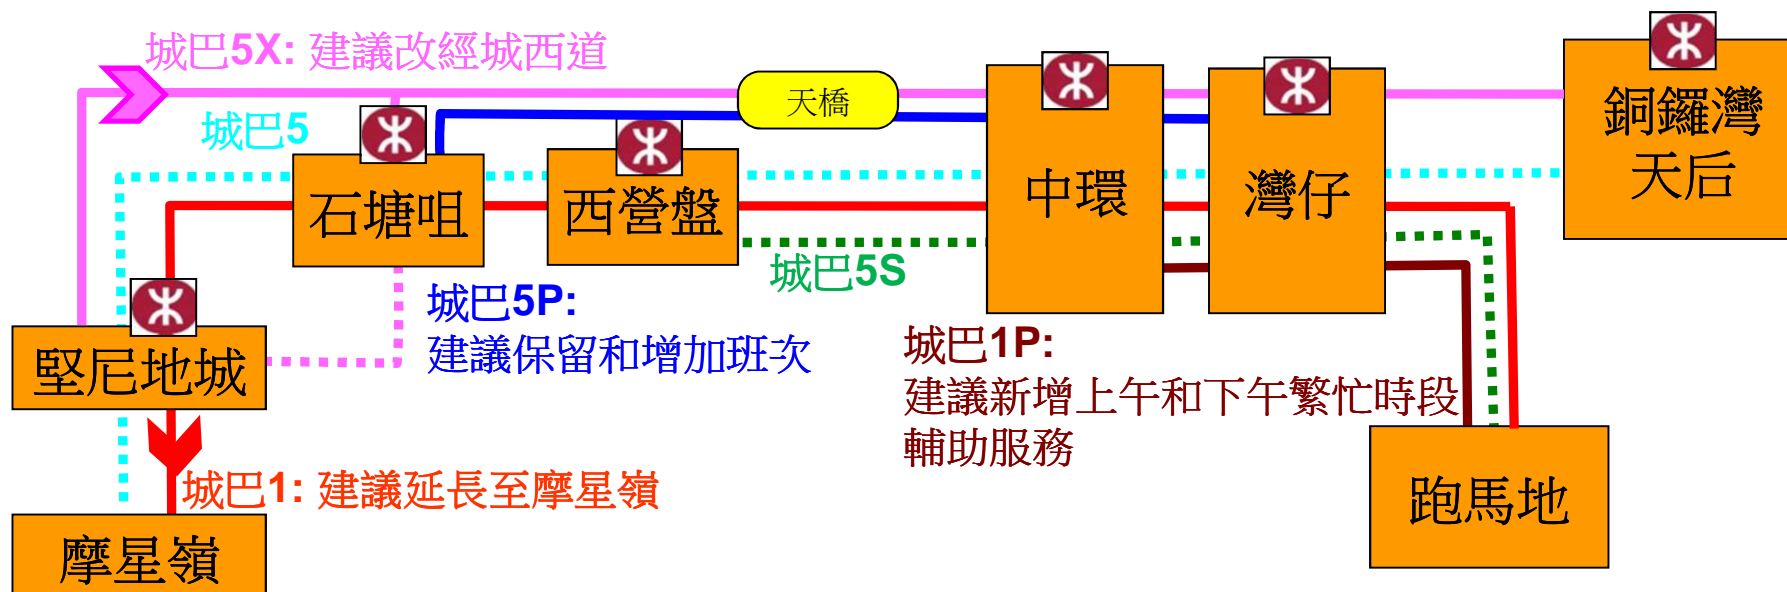 城巴5X: 建議改經城西道
天橋
城巴5
銅鑼灣
天后
石塘咀
西營盤
中環
灣仔
城巴5S
堅尼地城
城巴5P:
建議保留和增加班次
城巴1P:
建議新增上午和下午繁忙時段
輔助服務
城巴1: 建議延長至摩星嶺
跑馬地
摩星嶺